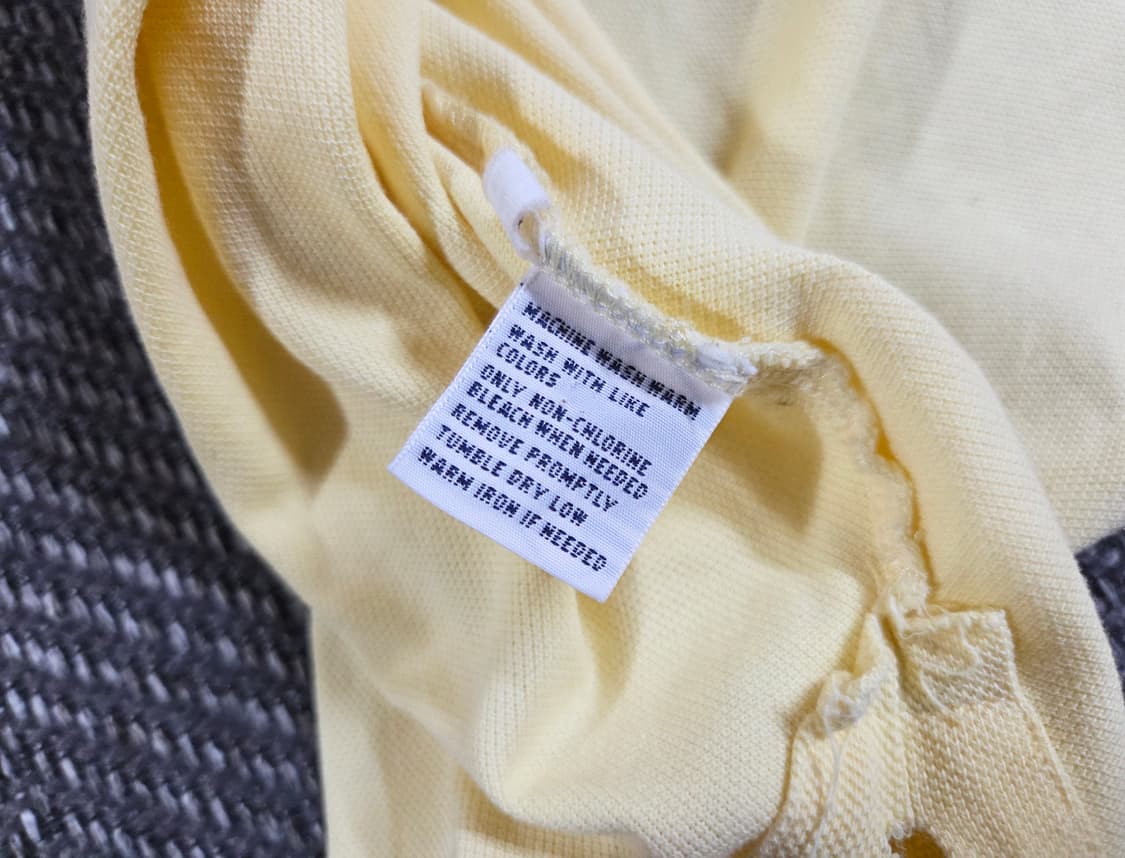 MACHINE WASH WARM
WASH WITH LIKE
COLORS
ONLY NON-CHLORINE
BLEACH WHEN NEEDED
REMOVE PROMPTLY
TUMBLE DRY LOW
WARM IRON IF NEEDED